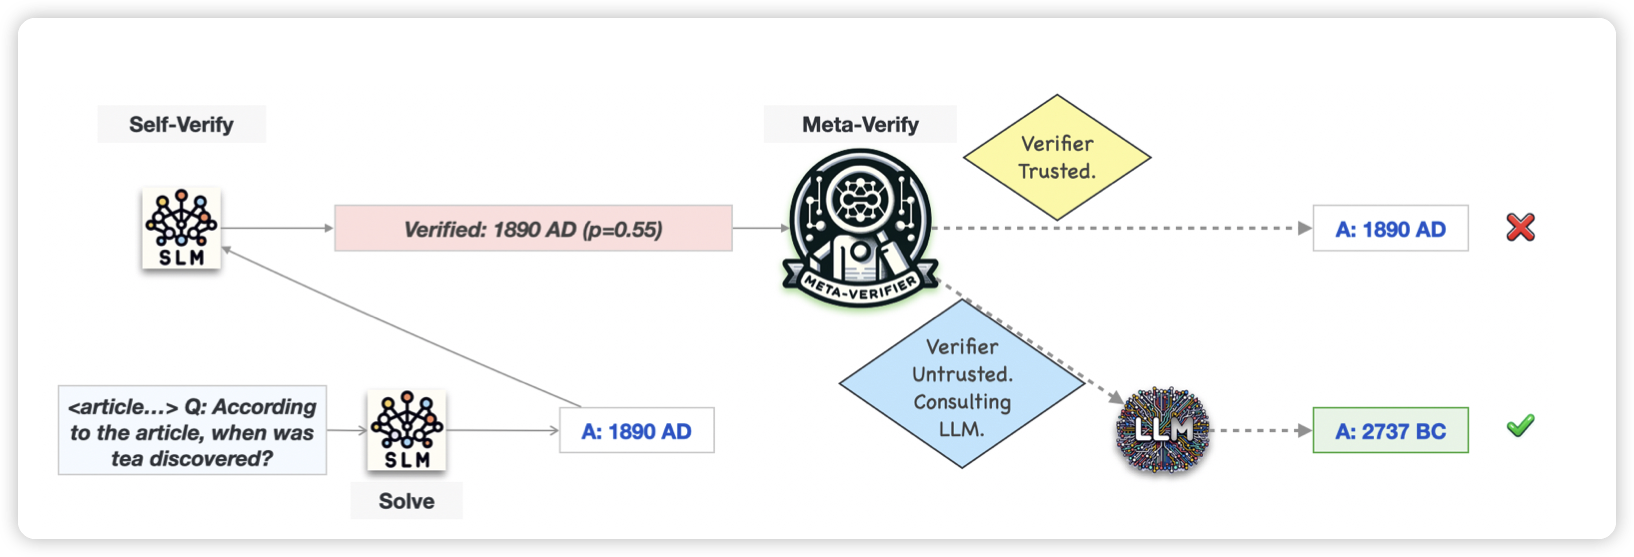 Self-Verify
Meta-Verify
Verifier
Trusted.
SLM
Verified: 1890 AD (p=0.55)
META-VERIFIER
A: 1890 AD
Verifier
Untrusted.
Consulting
LLM.
<article...> Q: According
to the article, when was
tea discovered?
SLM
A: 1890 AD
LLM
A: 2737 BC
Solve